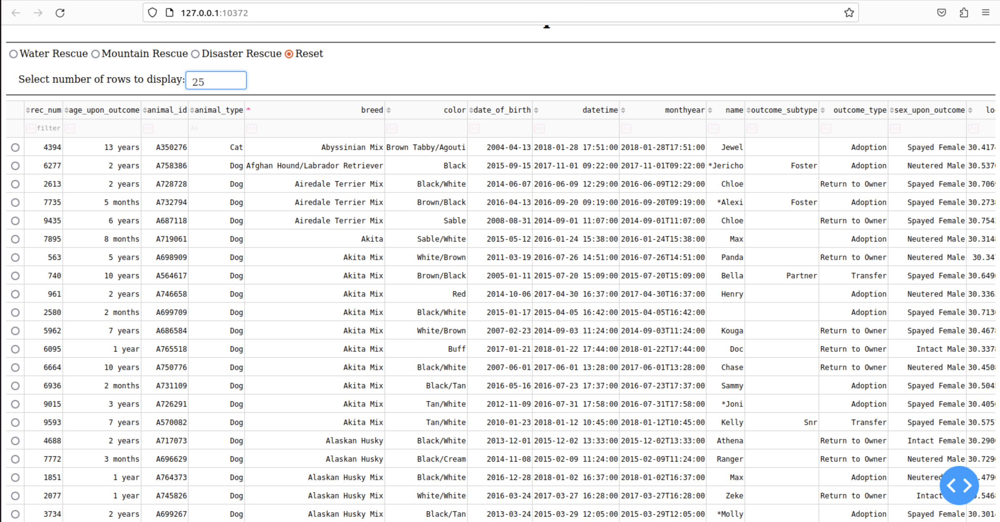 127.0.0.1:10372
Water Rescue Mountain Rescue Disaster Rescue Reset
Select number of rows to display: 25
rec_num age_upon_outcome animal_id animal_type breed color date_of_birth datetime monthyear name outcome_subtype outcome_type sex_upon_outcome
Aa filter Aa Aa Aa Aa Aa Aa Aa Aa Aa Aa Aa Aa Aa
4394 13 years A350276 Cat Abyssinian Mix Brown Tabby/Agouti 2004-04-13 2018-01-28 17:51:00 2018-01-28T17:51:00 Jewel Adoption Spayed Female 30.417
6277 2 years A758386 Dog Afghan Hound/Labrador Retriever Black 2015-09-15 2017-11-01 09:22:00 2017-11-01T09:22:00 *Jericho Foster Adoption Neutered Male 30.537
2613 2 years A728728 Dog Airedale Terrier Mix Black/White 2014-06-07 2016-06-09 12:29:00 2016-06-09T12:29:00 Chloe Return to Owner Spayed Female 30.706
7735 5 months A732794 Dog Airedale Terrier Mix Brown/Black 2016-04-13 2016-09-20 09:19:00 2016-09-20T09:19:00 *Alexi Foster Adoption Spayed Female 30.273
9435 6 years A687118 Dog Airedale Terrier Mix Sable 2008-08-31 2014-09-01 11:07:00 2014-09-01T11:07:00 Chloe Return to Owner Spayed Female 30.754
7895 8 months A719061 Dog Akita Sable/White 2015-05-12 2016-01-24 15:38:00 2016-01-24T15:38:00 Max Adoption Neutered Male 30.314
563 5 years A698909 Dog Akita Mix White/Brown 2011-03-19 2016-07-26 14:51:00 2016-07-26T14:51:00 Panda Return to Owner Neutered Male 30.34
740 10 years A564617 Dog Akita Mix Brown/Black 2005-01-11 2015-07-20 15:09:00 2015-07-20T15:09:00 Bella Partner Transfer Spayed Female 30.649
961 2 years A746658 Dog Akita Mix Red 2014-10-06 2017-04-30 16:37:00 2017-04-30T16:37:00 Henry Adoption Neutered Male 30.336
2580 2 months A699709 Dog Akita Mix Black/White 2015-01-17 2015-04-05 16:42:00 2015-04-05T16:42:00 Adoption Spayed Female 30.713
5962 7 years A686584 Dog Akita Mix White/Brown 2007-02-23 2014-09-03 11:24:00 2014-09-03T11:24:00 Kouga Return to Owner Spayed Female 30.467
6095 1 year A765518 Dog Akita Mix Buff 2017-01-21 2018-01-22 17:44:00 2018-01-22T17:44:00 Doc Return to Owner Intact Male 30.337
6664 10 years A750776 Dog Akita Mix Black/White 2007-06-01 2017-06-01 13:28:00 2017-06-01T13:28:00 Chase Return to Owner Neutered Male 30.450
6936 2 months A731109 Dog Akita Mix Black/Tan 2016-05-16 2016-07-23 17:37:00 2016-07-23T17:37:00 Sammy Adoption Spayed Female 30.504
9015 3 years A726291 Dog Akita Mix Tan/White 2012-11-09 2016-07-31 17:58:00 2016-07-31T17:58:00 *Joni Adoption Spayed Female 30.405
9593 7 years A570082 Dog Akita Mix Tan/White 2010-01-23 2018-01-12 10:45:00 2018-01-12T10:45:00 Kelly Snr Transfer Spayed Female 30.575
4688 2 years A717073 Dog Alaskan Husky Black/White 2013-12-01 2015-12-02 13:33:00 2015-12-02T13:33:00 Athena Return to Owner Intact Female 30.290
7772 3 months A696629 Dog Alaskan Husky Black/Cream 2014-11-08 2015-02-09 11:24:00 2015-02-09T11:24:00 Ranger Return to Owner Neutered Male 30.729
1851 1 year A764373 Dog Alaskan Husky Mix Black/White 2016-12-28 2018-01-02 16:37:00 2018-01-02T16:37:00 Max Adoption Neutered .479
2077 1 year A745826 Dog Alaskan Husky Mix White/White 2016-03-24 2017-03-27 16:28:00 2017-03-27T16:28:00 Zeke Return to Owner Intact .546
3734 2 years A699267 Dog Alaskan Husky Mix Black/Tan 2013-03-24 2015-03-29 12:05:00 2015-03-29T12:05:00 *Molly Adoption Spayed Female 30.301